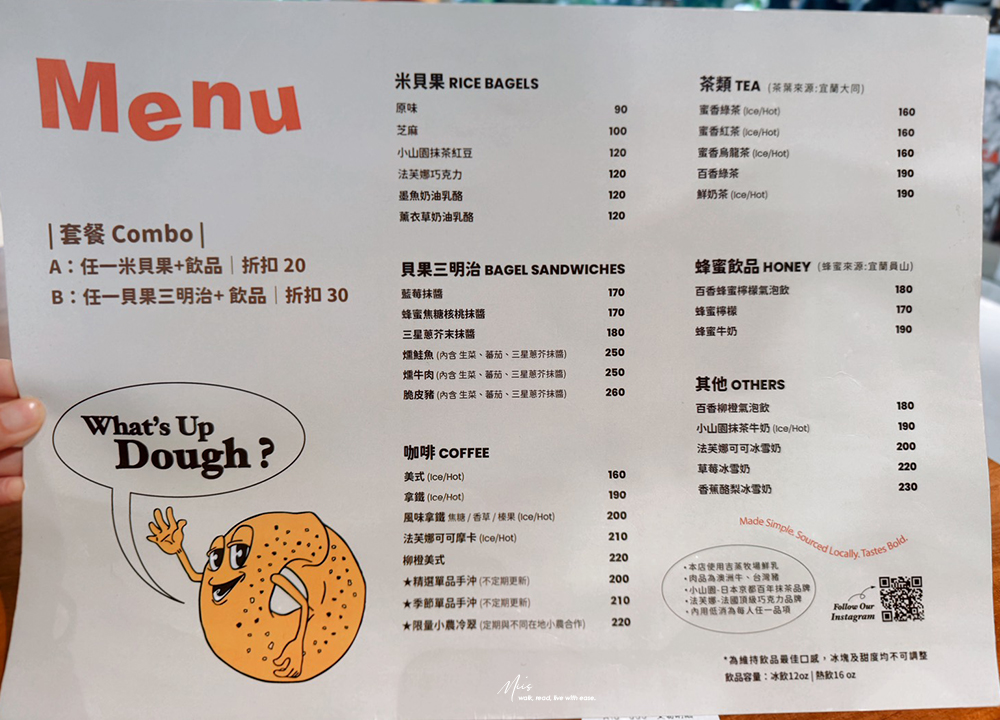 Menu
|套餐 Combo|
A：任一米貝果+飲品｜折扣 20
B：任一貝果三明治+ 飲品｜折扣 30
What's Up
Dough?
米貝果 RICE BAGELS
原味 90
芝麻 100
小山園抹茶紅豆 120
法芙娜巧克力 120
墨魚奶油乳酪 120
薰衣草奶油乳酪 120
貝果三明治 BAGEL SANDWICHES
藍莓抹醬 170
蜂蜜焦糖核桃抹醬 170
三星蔥芥末抹醬 180
燻鮭魚 (內含 生菜、蕃茄、三星蔥芥抹醬) 250
燻牛肉 (內含 生菜、蕃茄、三星蔥芥抹醬) 250
脆皮豬 (內含 生菜、蕃茄、三星蔥芥抹醬) 260
咖啡 COFFEE
美式 (Ice/Hot) 160
拿鐵 (Ice/Hot) 190
風味拿鐵 焦糖 / 香草 / 榛果 (Ice/Hot) 200
法芙娜可可摩卡 (Ice/Hot) 210
柳橙美式 220
★精選單品手沖 (不定期更新) 200
★季節單品手沖 (不定期更新) 210
★限量小農冷翠 (定期與不同在地小農合作) 220
茶類 TEA (茶葉來源:宜蘭大同)
蜜香綠茶 (Ice/Hot) 160
蜜香紅茶 (Ice/Hot) 160
蜜香烏龍茶 (Ice/Hot) 160
百香綠茶 190
鮮奶茶 (Ice/Hot) 190
蜂蜜飲品 HONEY (蜂蜜來源:宜蘭員山)
百香蜂蜜檸檬氣泡飲 180
蜂蜜檸檬 170
蜂蜜牛奶 190
其他 OTHERS
百香柳橙氣泡飲 180
小山園抹茶牛奶 (Ice/Hot) 190
法芙娜可可冰雪奶 200
草莓冰雪奶 220
香蕉酪梨冰雪奶 230
Made Simple. Sourced Locally. Tastes Bold.
•本店使用吉蒸牧場鮮乳
•肉品為澳洲牛、台灣豬
•小山園-日本京都百年抹茶品牌
•法芙娜-法國頂級巧克力品牌
•內用低消為每人任一品項
Follow Our
Instagram
*為維持飲品最佳口感，冰塊及甜度均不可調整
飲品容量：冰飲12oz | 熱飲16 oz
Miis
walk, read, live with ease.